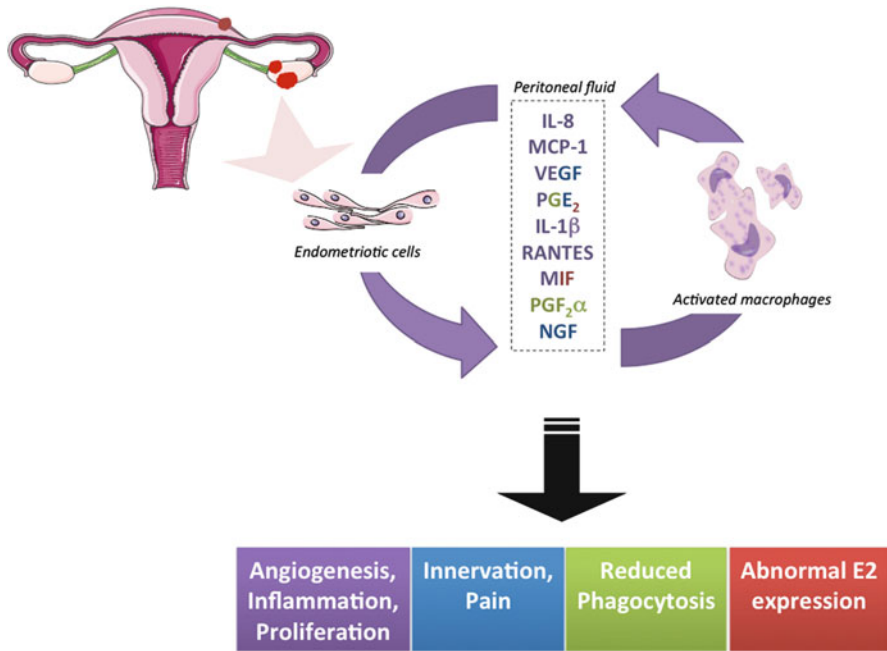 Peritoneal fluid
IL-8
MCP-1
VEGF
PGE₂
IL-1β
RANTES
MIF
PGF₂α
NGF
Endometriotic cells
Activated macrophages
Angiogenesis,
Inflammation,
Proliferation
Innervation,
Pain
Reduced
Phagocytosis
Abnormal E2
expression